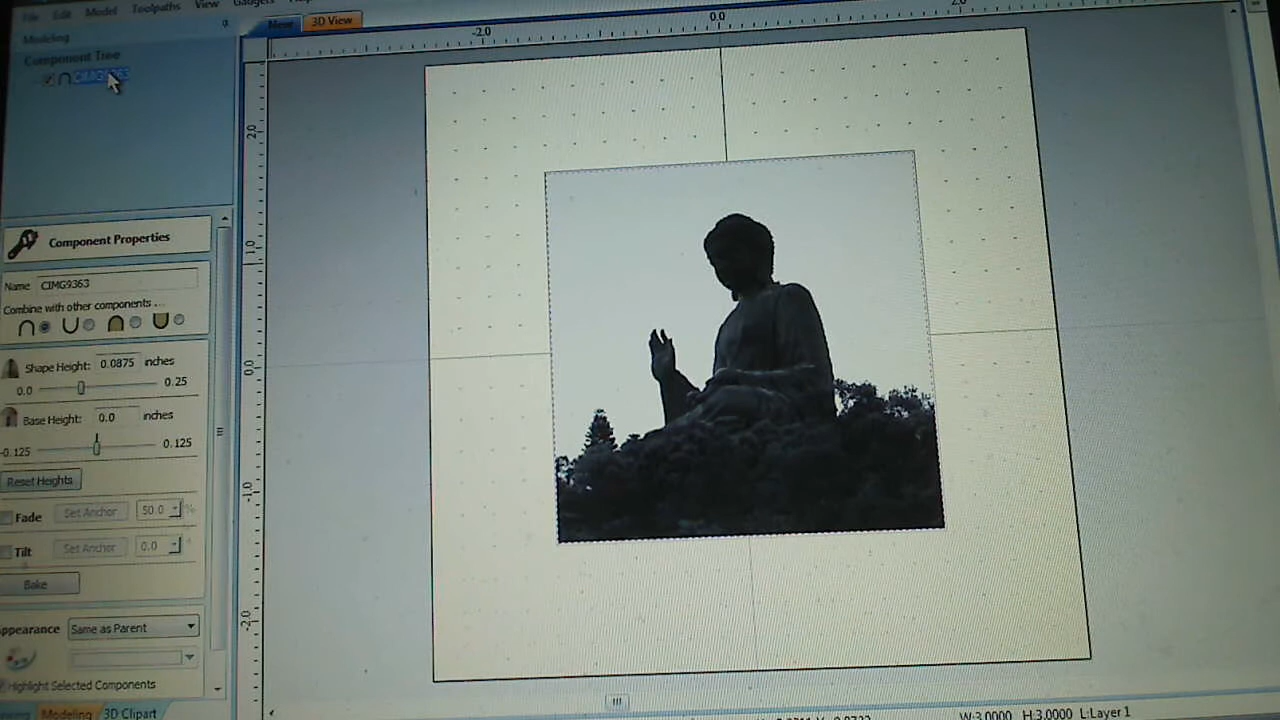 File Edit Model Toolpaths View Gadgets
Modeling
New 3D View
-2.0 0.0 2.0
Component Tree
CIMG9363
2.0
1.0
0.0
-1.0
-2.0
Component Properties
Name CIMG9363
Combine with other components ...
Shape Height: 0.0875 inches
0.0 0.25
Base Height: 0.0 inches
-0.125 0.125
Reset Heights
Fade Set Anchor 50.0 %
Tilt Set Anchor 0.0
Bake
Appearance Same as Parent
Highlight Selected Components
Modeling 3D Clipart
W:3.0000 H:3.0000 L:Layer 1